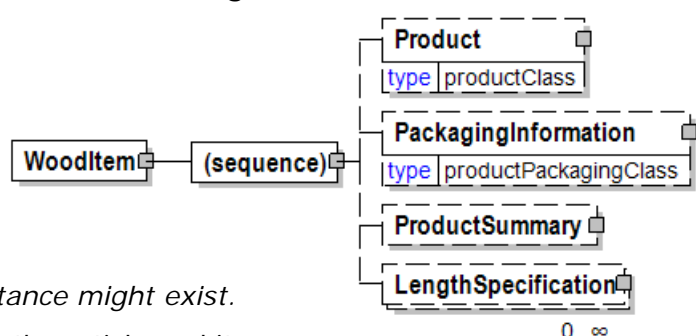 Product
type productClass
PackagingInformation
type productPackagingClass
WoodItem
(sequence)
ProductSummary
LengthSpecification
0 ∞
tance might exist.